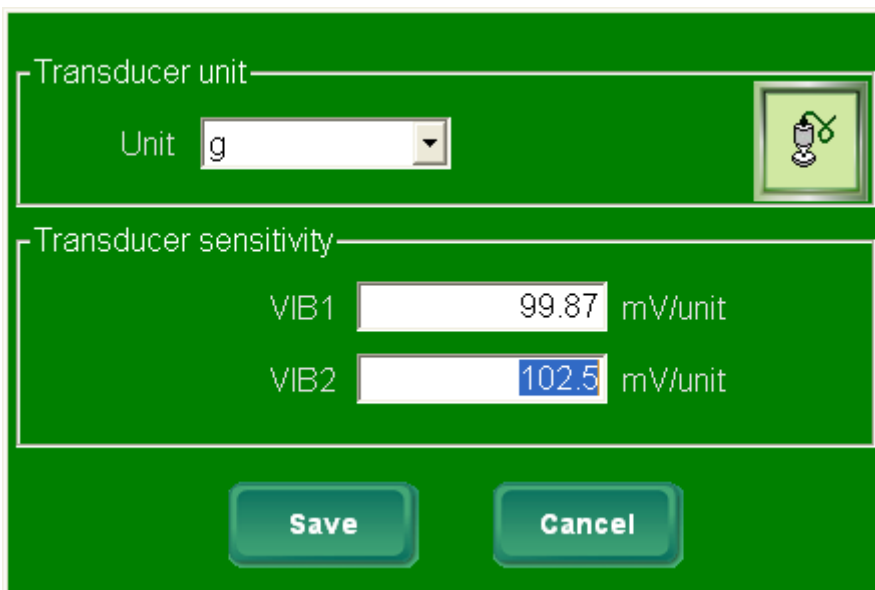 Transducer unit
Unit g
Transducer sensitivity
VIB1 99.87 mV/unit
VIB2 102.5 mV/unit
Save Cancel